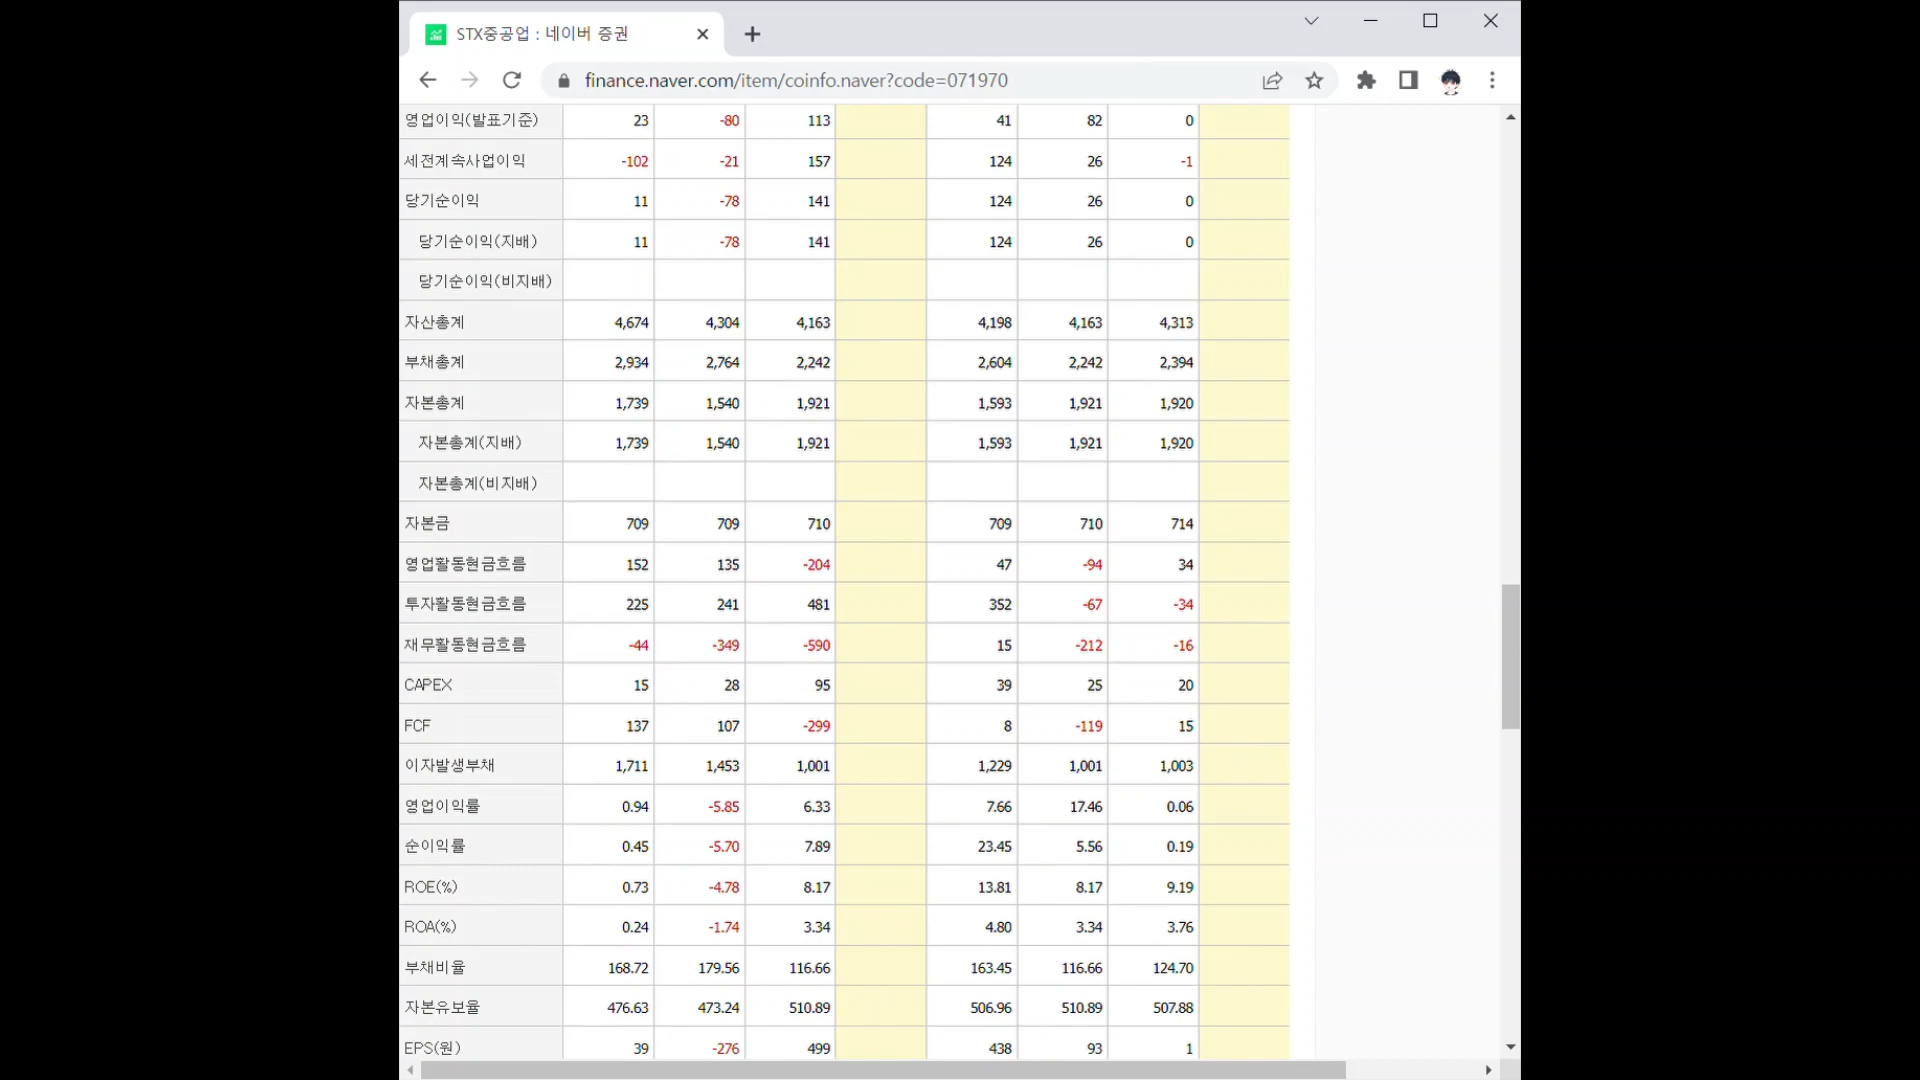 STX중공업 : 네이버 증권
finance.naver.com/item/coinfo.naver?code=071970
영업이익(발표기준) 23 -80 113 41 82 0
세전계속사업이익 -102 -21 157 124 26 -1
당기순이익 11 -78 141 124 26 0
당기순이익(지배) 11 -78 141 124 26 0
당기순이익(비지배)
자산총계 4,674 4,304 4,163 4,198 4,163 4,313
부채총계 2,934 2,764 2,242 2,604 2,242 2,394
자본총계 1,739 1,540 1,921 1,593 1,921 1,920
자본총계(지배) 1,739 1,540 1,921 1,593 1,921 1,920
자본총계(비지배)
자본금 709 709 710 709 710 714
영업활동현금흐름 152 135 -204 47 -94 34
투자활동현금흐름 225 241 481 352 -67 -34
재무활동현금흐름 -44 -349 -590 15 -212 -16
CAPEX 15 28 95 39 25 20
FCF 137 107 -299 8 -119 15
이자발생부채 1,711 1,453 1,001 1,229 1,001 1,003
영업이익률 0.94 -5.85 6.33 7.66 17.46 0.06
순이익률 0.45 -5.70 7.89 23.45 5.56 0.19
ROE(%) 0.73 -4.78 8.17 13.81 8.17 9.19
ROA(%) 0.24 -1.74 3.34 4.80 3.34 3.76
부채비율 168.72 179.56 116.66 163.45 116.66 124.70
자본유보율 476.63 473.24 510.89 506.96 510.89 507.88
EPS(원) 39 -276 499 438 93 1